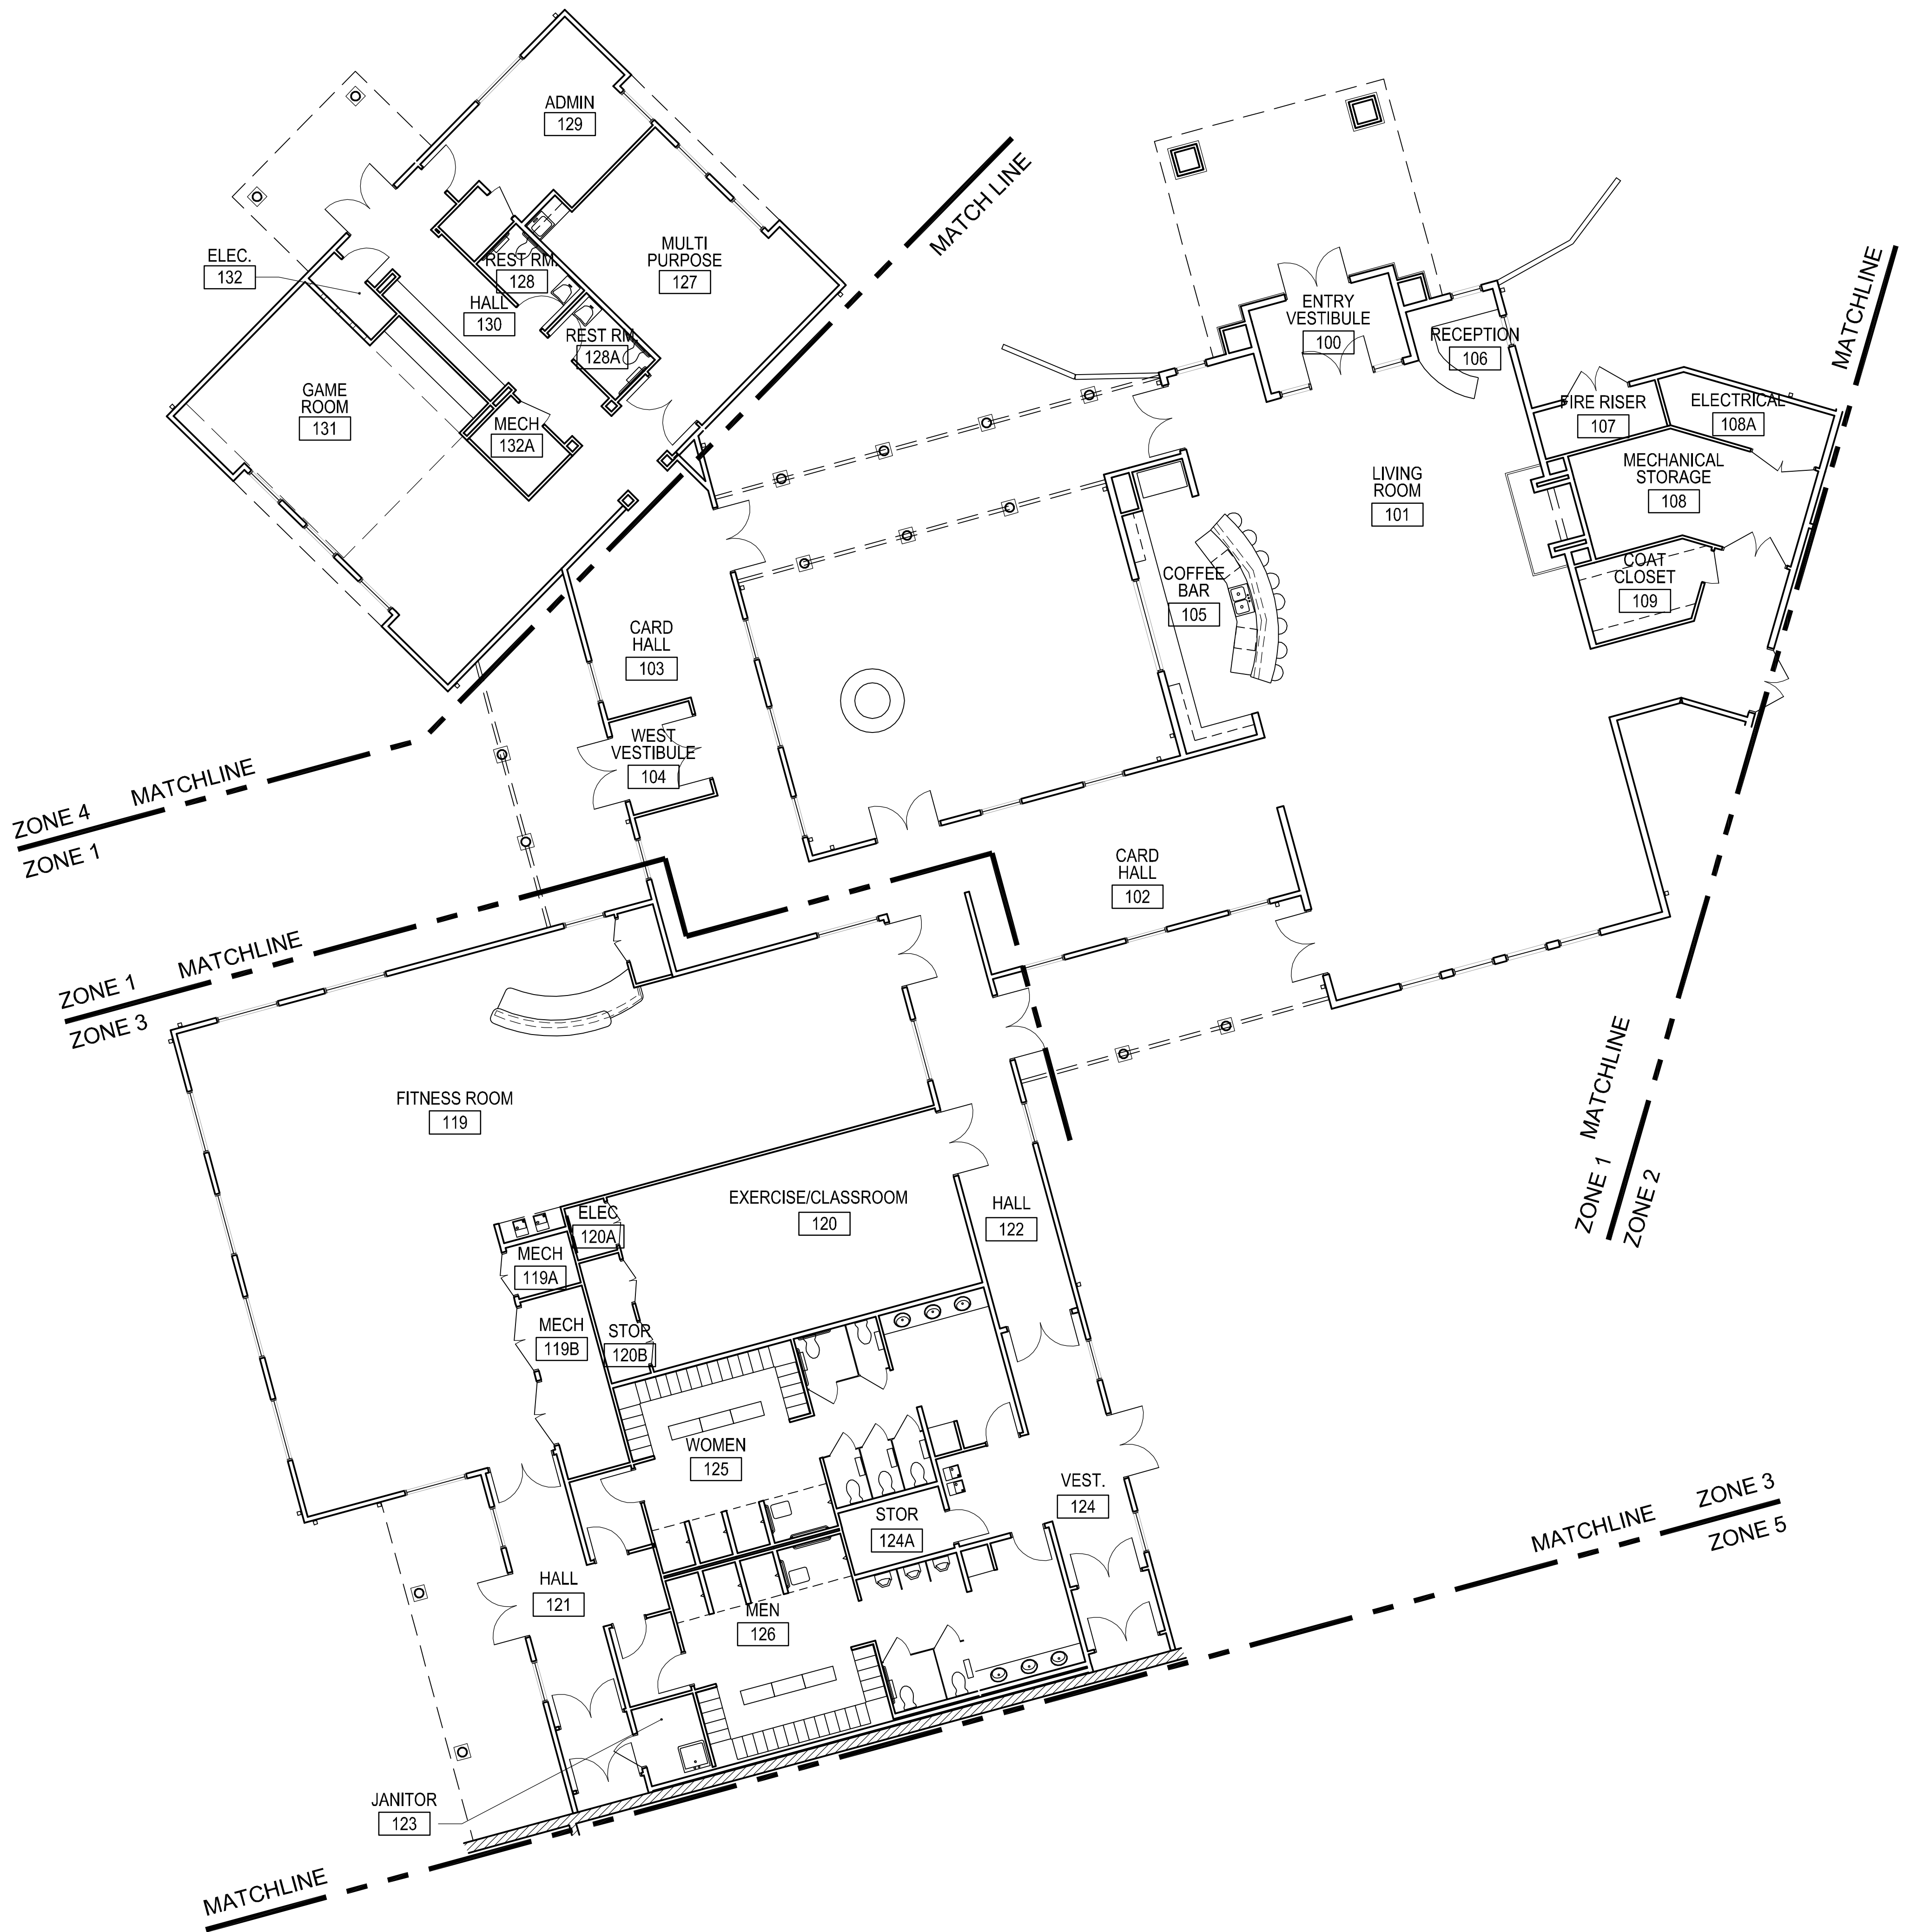 ADMIN
129
MATCH LINE
ELEC.
132
REST RM.
128
MULTI
PURPOSE
127
HALL
130
REST RM.
128A
GAME
ROOM
131
MECH
132A
ENTRY
VESTIBULE
100
RECEPTION
106
MATCHLINE
FIRE RISER
107
ELECTRICAL
108A
MECHANICAL
STORAGE
108
LIVING
ROOM
101
COAT
CLOSET
109
COFFEE
BAR
105
CARD
HALL
103
WEST
VESTIBULE
104
ZONE 4 MATCHLINE
ZONE 1
CARD
HALL
102
ZONE 1 MATCHLINE
ZONE 3
ZONE 1 MATCHLINE
ZONE 2
FITNESS ROOM
119
EXERCISE/CLASSROOM
120
HALL
122
ELEC
120A
MECH
119A
MECH
119B
STOR
120B
WOMEN
125
VEST.
124
STOR
124A
MATCHLINE ZONE 3
ZONE 5
HALL
121
MEN
126
JANITOR
123
MATCHLINE